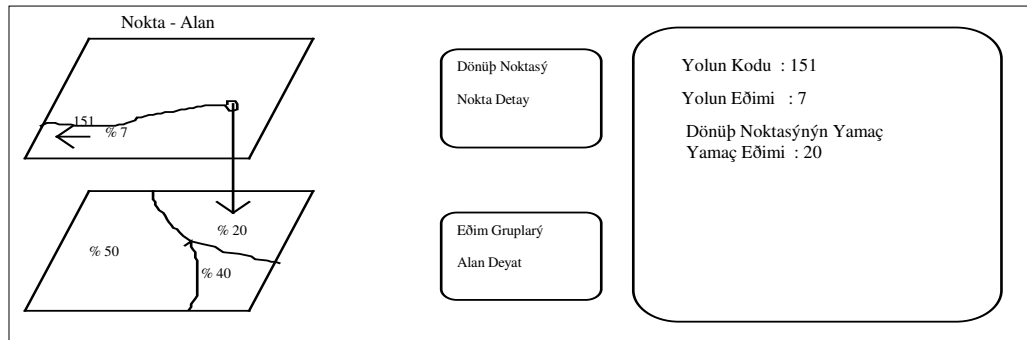 Nokta - Alan
151
% 7
% 50
% 20
% 40
Dönüþ Noktasý
Nokta Detay
Eðim Gruplarý
Alan Deyat
Yolun Kodu : 151
Yolun Eðimi : 7
Dönüþ Noktasýnýn Yamaç
Yamaç Eðimi : 20